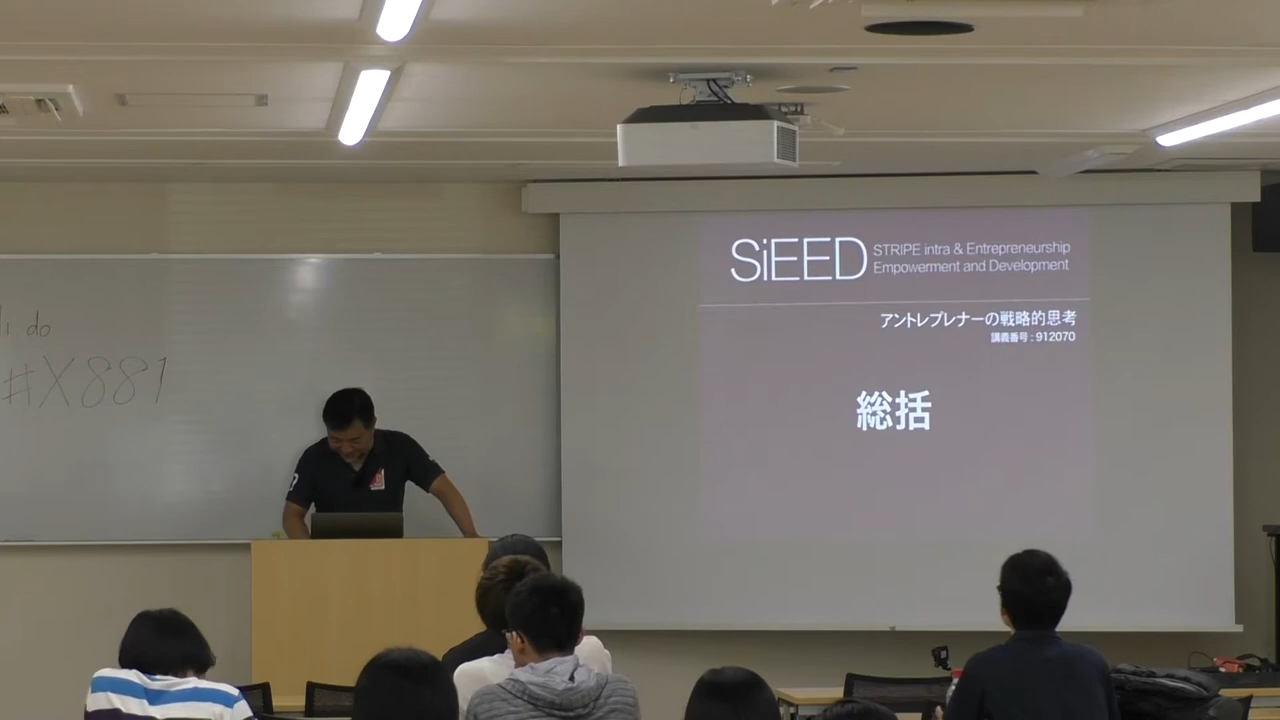 do
#X881
SiEED
STRIPE intra & Entrepreneurship
Empowerment and Development
アントレプレナーの戦略的思考
講義番号 : 912070
総括